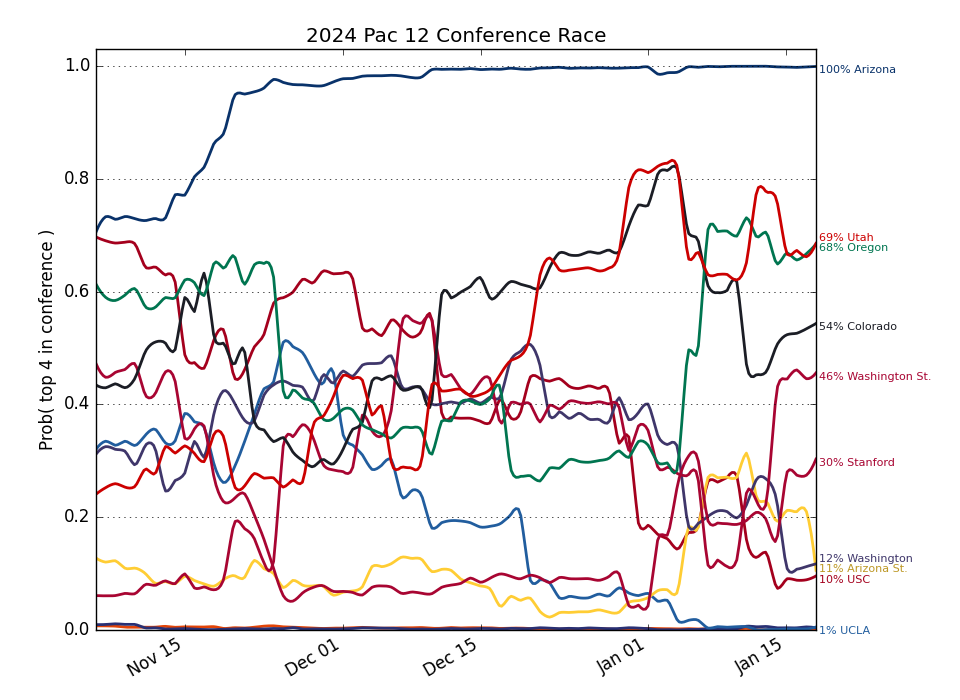 2024 Pac 12 Conference Race
Prob( top 4 in conference )
1.0
0.8
0.6
0.4
0.2
0.0
Nov 15
Dec 01
Dec 15
Jan 01
Jan 15
100% Arizona
69% Utah
68% Oregon
54% Colorado
46% Washington St.
30% Stanford
12% Washington
11% Arizona St.
10% USC
1% UCLA